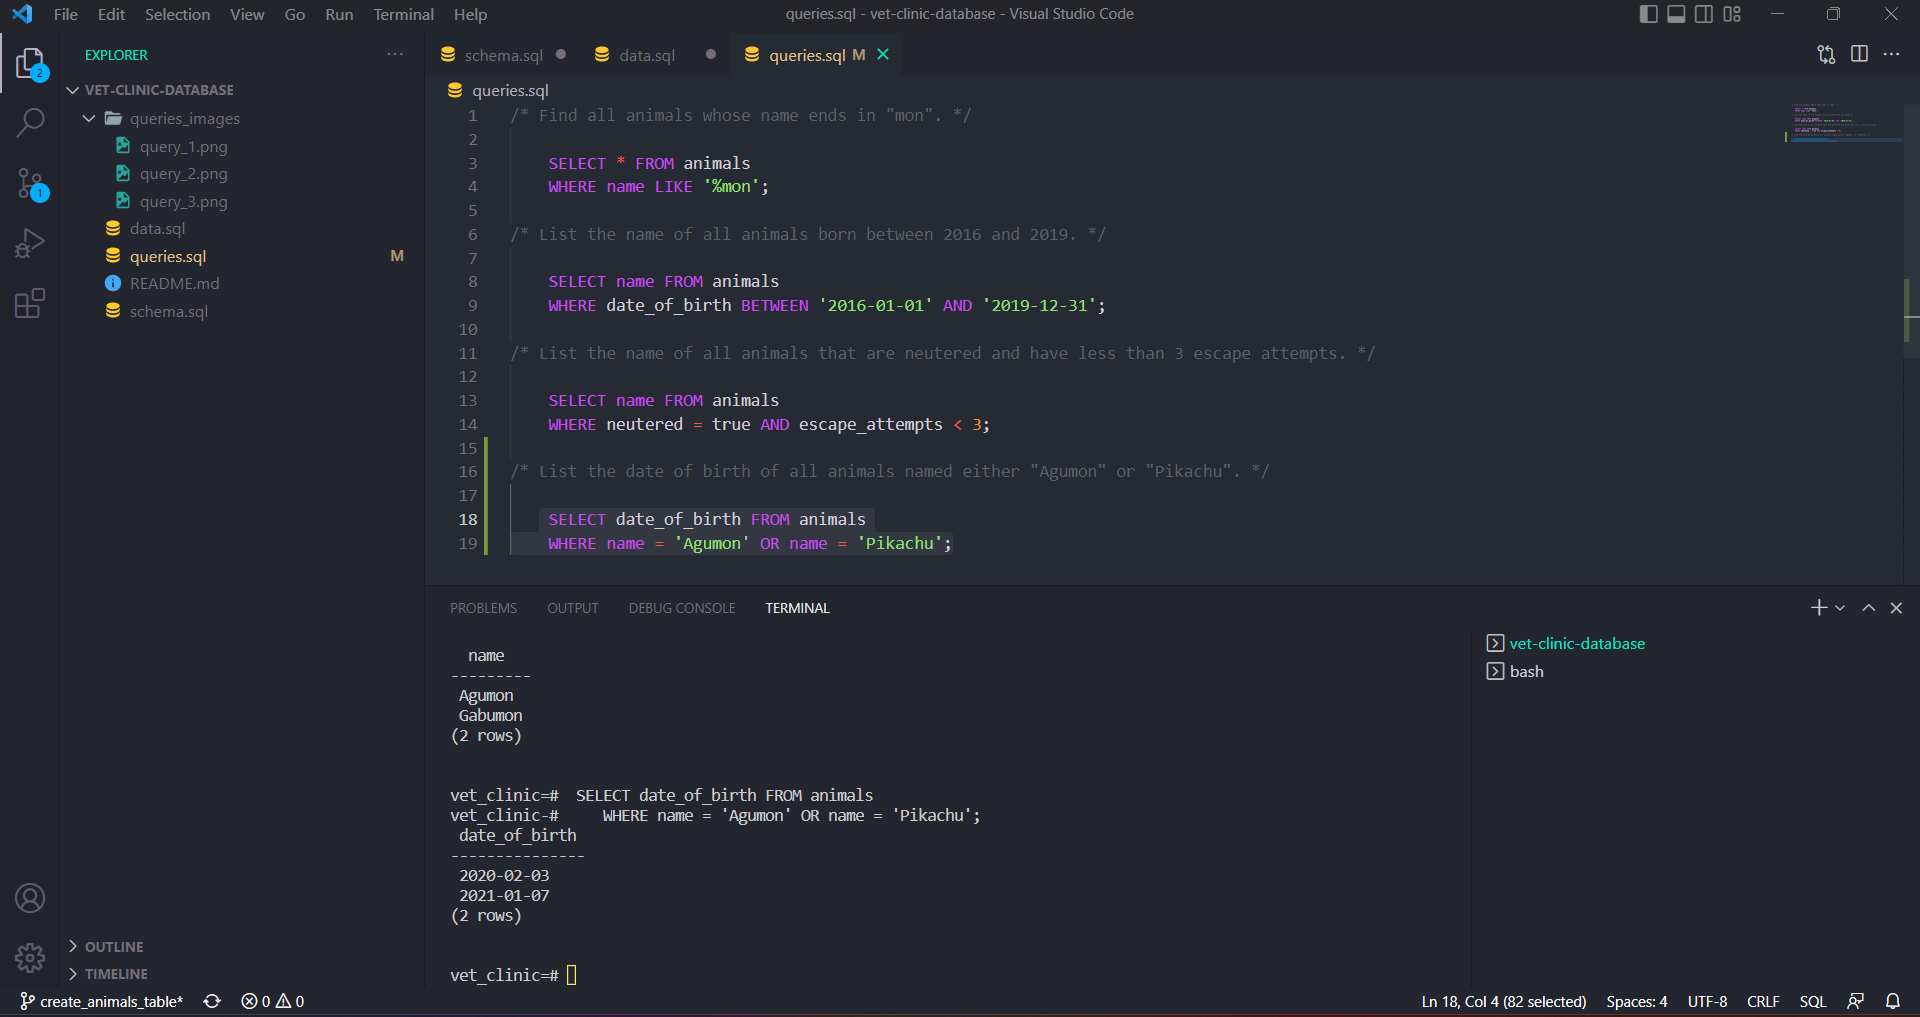 File Edit Selection View Go Run Terminal Help
queries.sql - vet-clinic-database - Visual Studio Code
EXPLORER
VET-CLINIC-DATABASE
queries_images
query_1.png
query_2.png
query_3.png
data.sql
queries.sql M
README.md
schema.sql
OUTLINE
TIMELINE
2
1
schema.sql
data.sql
queries.sql M
queries.sql
1 /* Find all animals whose name ends in "mon". */
2
3 SELECT * FROM animals
4 WHERE name LIKE '%mon';
5
6 /* List the name of all animals born between 2016 and 2019. */
7
8 SELECT name FROM animals
9 WHERE date_of_birth BETWEEN '2016-01-01' AND '2019-12-31';
10
11 /* List the name of all animals that are neutered and have less than 3 escape attempts. */
12
13 SELECT name FROM animals
14 WHERE neutered = true AND escape_attempts < 3;
15
16 /* List the date of birth of all animals named either "Agumon" or "Pikachu". */
17
18 SELECT date_of_birth FROM animals
19 WHERE name = 'Agumon' OR name = 'Pikachu';
PROBLEMS OUTPUT DEBUG CONSOLE TERMINAL
name
---------
Agumon
Gabumon
(2 rows)
vet_clinic=# SELECT date_of_birth FROM animals
vet_clinic-# WHERE name = 'Agumon' OR name = 'Pikachu';
date_of_birth
---------------
2020-02-03
2021-01-07
(2 rows)
vet_clinic=#
vet-clinic-database
bash
create_animals_table* 0 0
Ln 18, Col 4 (82 selected) Spaces: 4 UTF-8 CRLF SQL